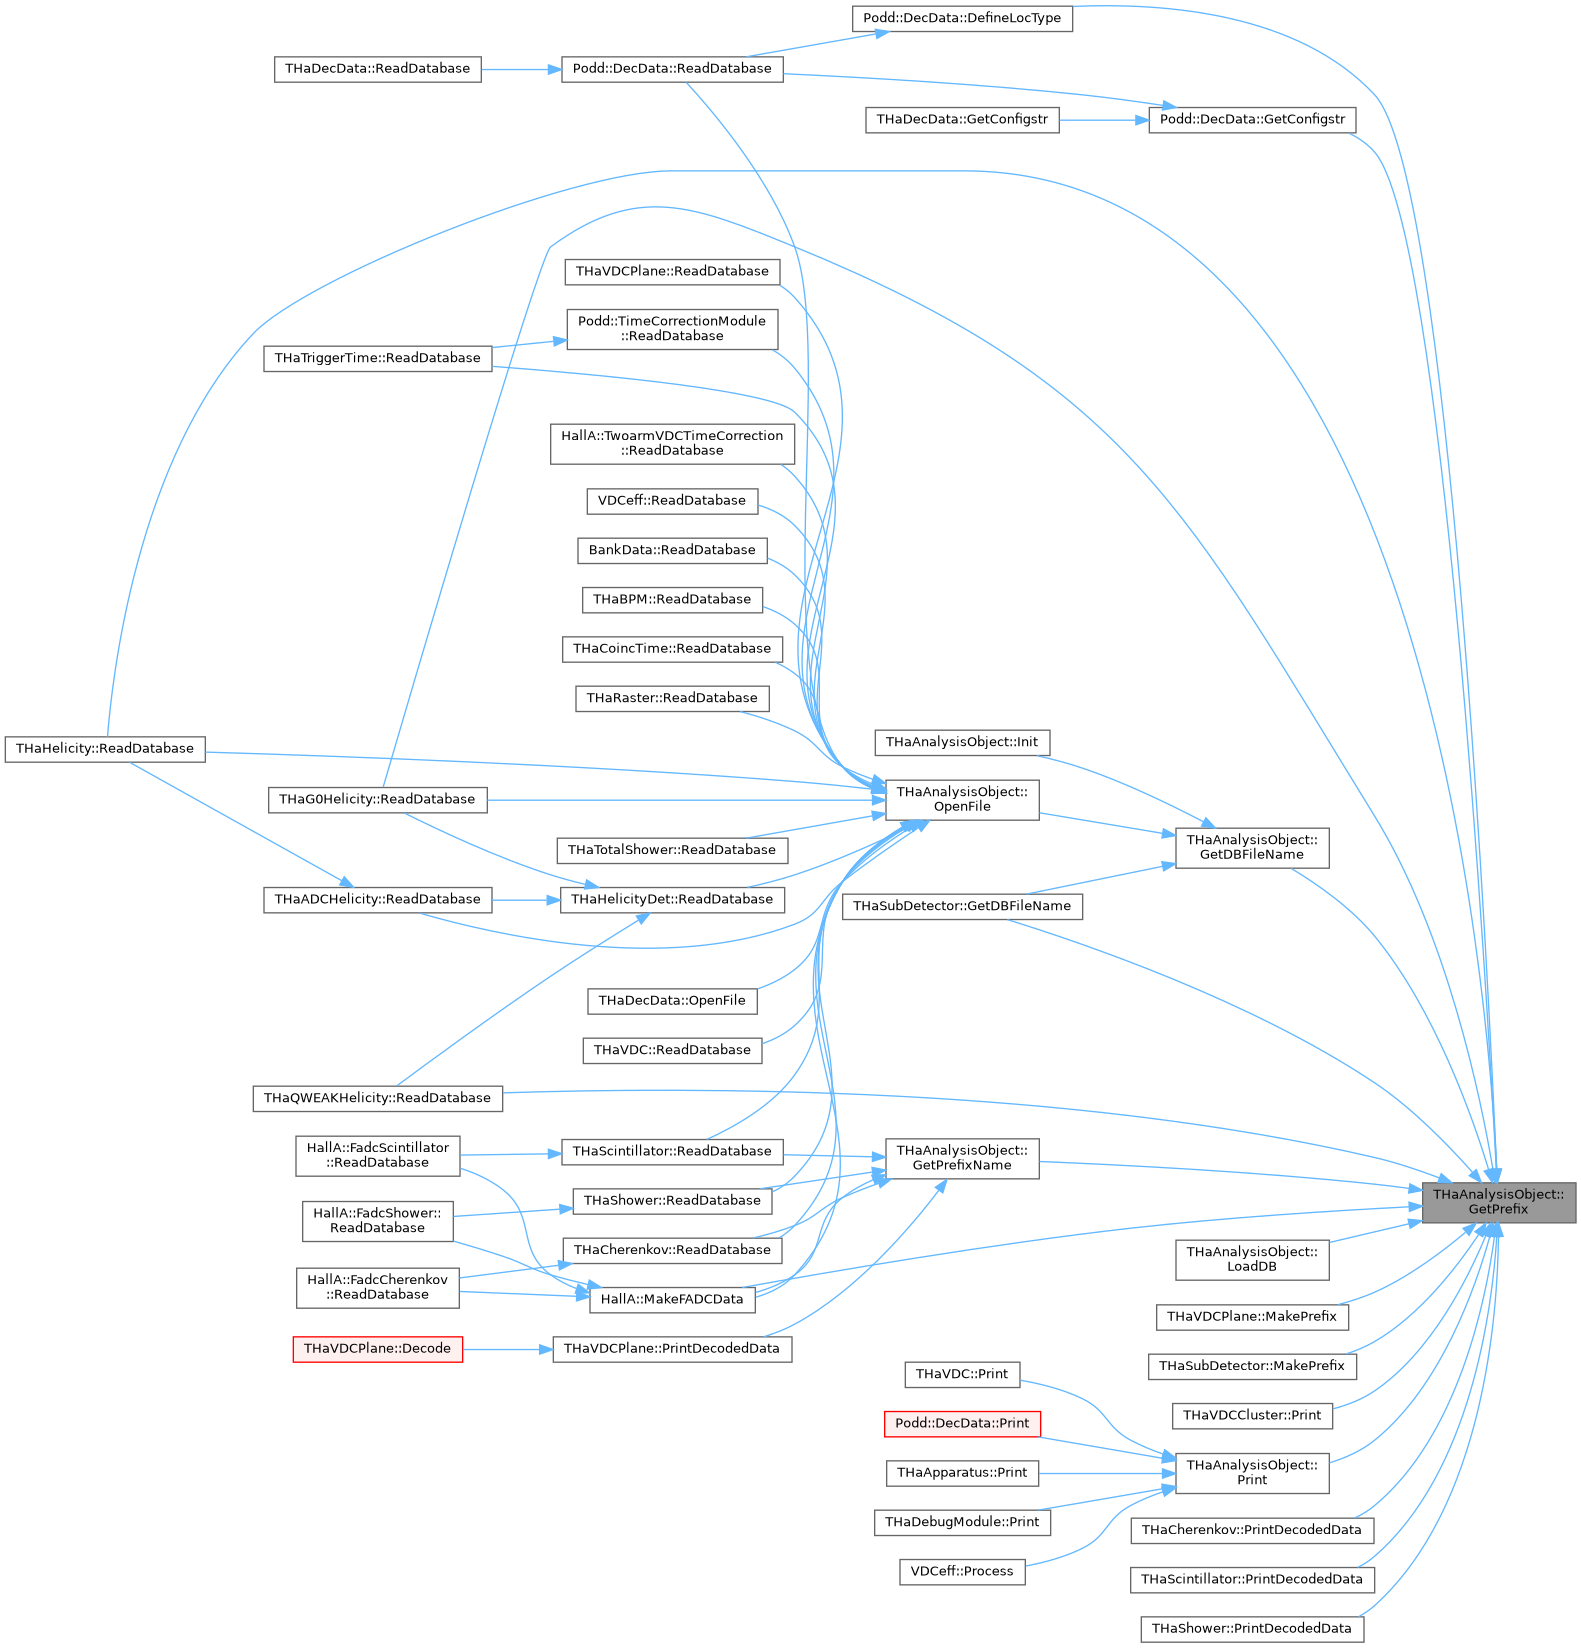 Podd::DecData::DefineLocType
THaDecData::ReadDatabase
Podd::DecData::ReadDatabase
THaDecData::GetConfigstr
Podd::DecData::GetConfigstr
THaVDCPlane::ReadDatabase
Podd::TimeCorrectionModule
::ReadDatabase
THaTriggerTime::ReadDatabase
HallA::TwoarmVDCTimeCorrection
::ReadDatabase
VDCeff::ReadDatabase
BankData::ReadDatabase
THaBPM::ReadDatabase
THaCoincTime::ReadDatabase
THaRaster::ReadDatabase
THaHelicity::ReadDatabase
THaAnalysisObject::Init
THaG0Helicity::ReadDatabase
THaAnalysisObject::
OpenFile
THaTotalShower::ReadDatabase
THaAnalysisObject::
GetDBFileName
THaADCHelicity::ReadDatabase
THaHelicityDet::ReadDatabase
THaSubDetector::GetDBFileName
THaDecData::OpenFile
THaVDC::ReadDatabase
THaQWEAKHelicity::ReadDatabase
HallA::FadcScintillator
::ReadDatabase
THaScintillator::ReadDatabase
THaAnalysisObject::
GetPrefixName
THaShower::ReadDatabase
THaAnalysisObject::
GetPrefix
HallA::FadcShower::
ReadDatabase
THaCherenkov::ReadDatabase
THaAnalysisObject::
LoadDB
HallA::FadcCherenkov
::ReadDatabase
HallA::MakeFADCData
THaVDCPlane::MakePrefix
THaVDCPlane::Decode
THaVDCPlane::PrintDecodedData
THaSubDetector::MakePrefix
THaVDC::Print
THaVDCCluster::Print
Podd::DecData::Print
THaApparatus::Print
THaAnalysisObject::
Print
THaDebugModule::Print
THaCherenkov::PrintDecodedData
VDCeff::Process
THaScintillator::PrintDecodedData
THaShower::PrintDecodedData